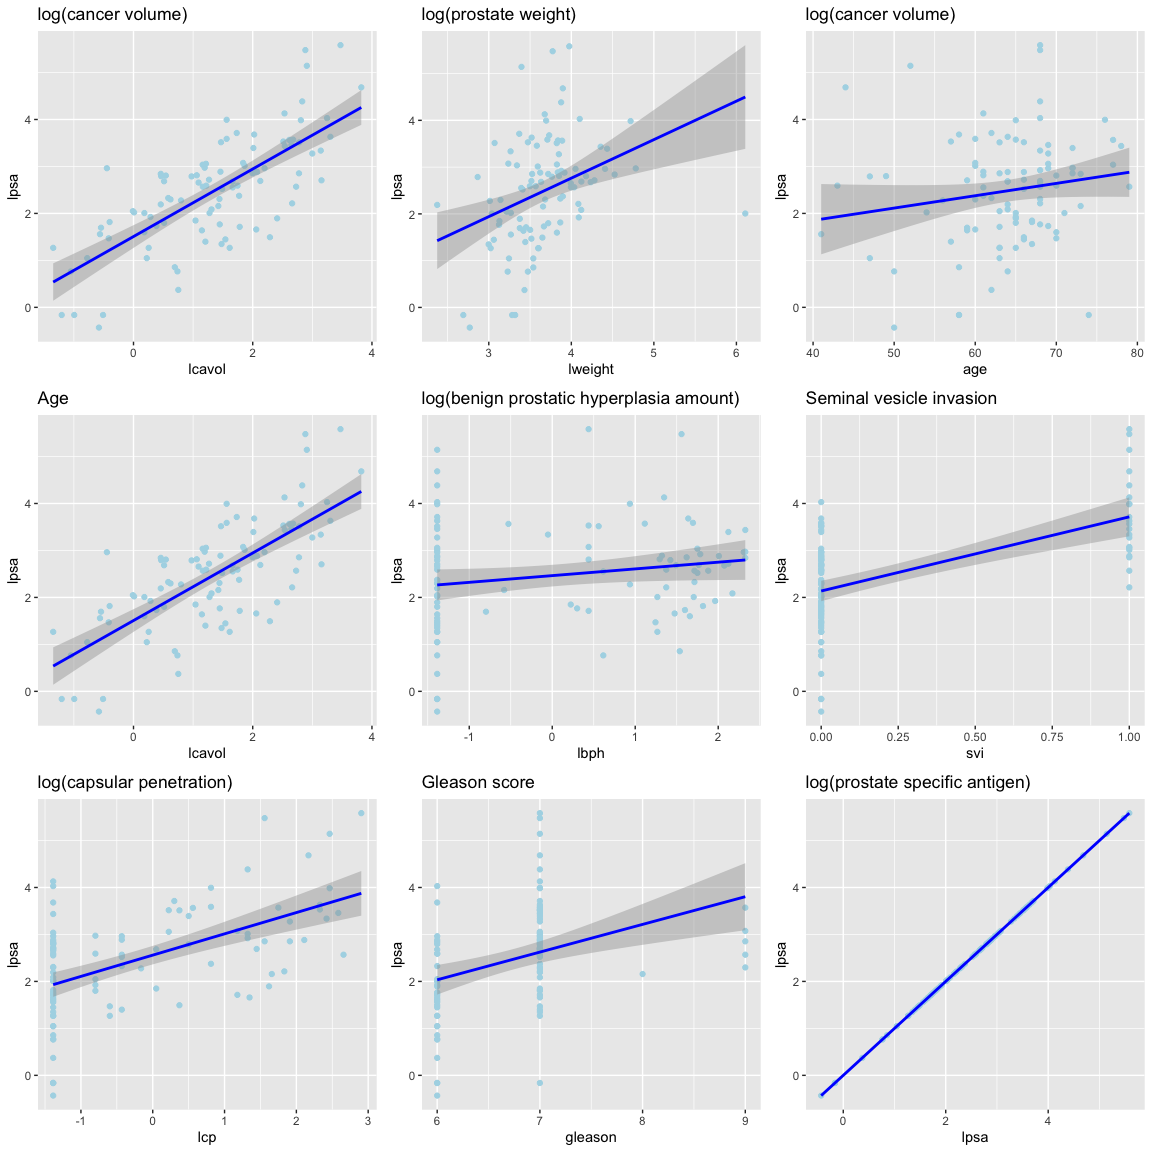 log(cancer volume)
lpsa
4
2
0
0 2 4
lcavol
log(prostate weight)
lpsa
4
2
0
3 4 5 6
lweight
log(cancer volume)
lpsa
4
2
0
40 50 60 70 80
age
Age
lpsa
4
2
0
0 2 4
lcavol
log(benign prostatic hyperplasia amount)
lpsa
4
2
0
-1 0 1 2
lbph
Seminal vesicle invasion
lpsa
4
2
0
0.00 0.25 0.50 0.75 1.00
svi
log(capsular penetration)
lpsa
4
2
0
-1 0 1 2 3
lcp
Gleason score
lpsa
4
2
0
6 7 8 9
gleason
log(prostate specific antigen)
lpsa
4
2
0
0 2 4
lpsa